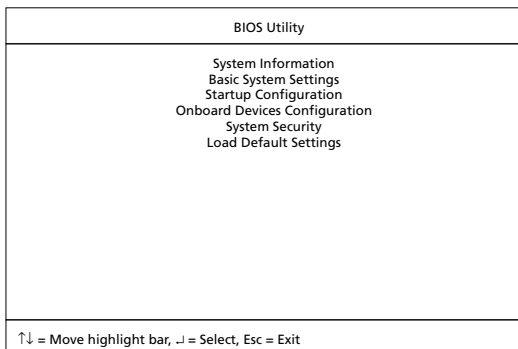 BIOS Utility
System Information
Basic System Settings
Startup Configuration
Onboard Devices Configuration
System Security
Load Default Settings
↑↓ = Move highlight bar, ↵ = Select, Esc = Exit